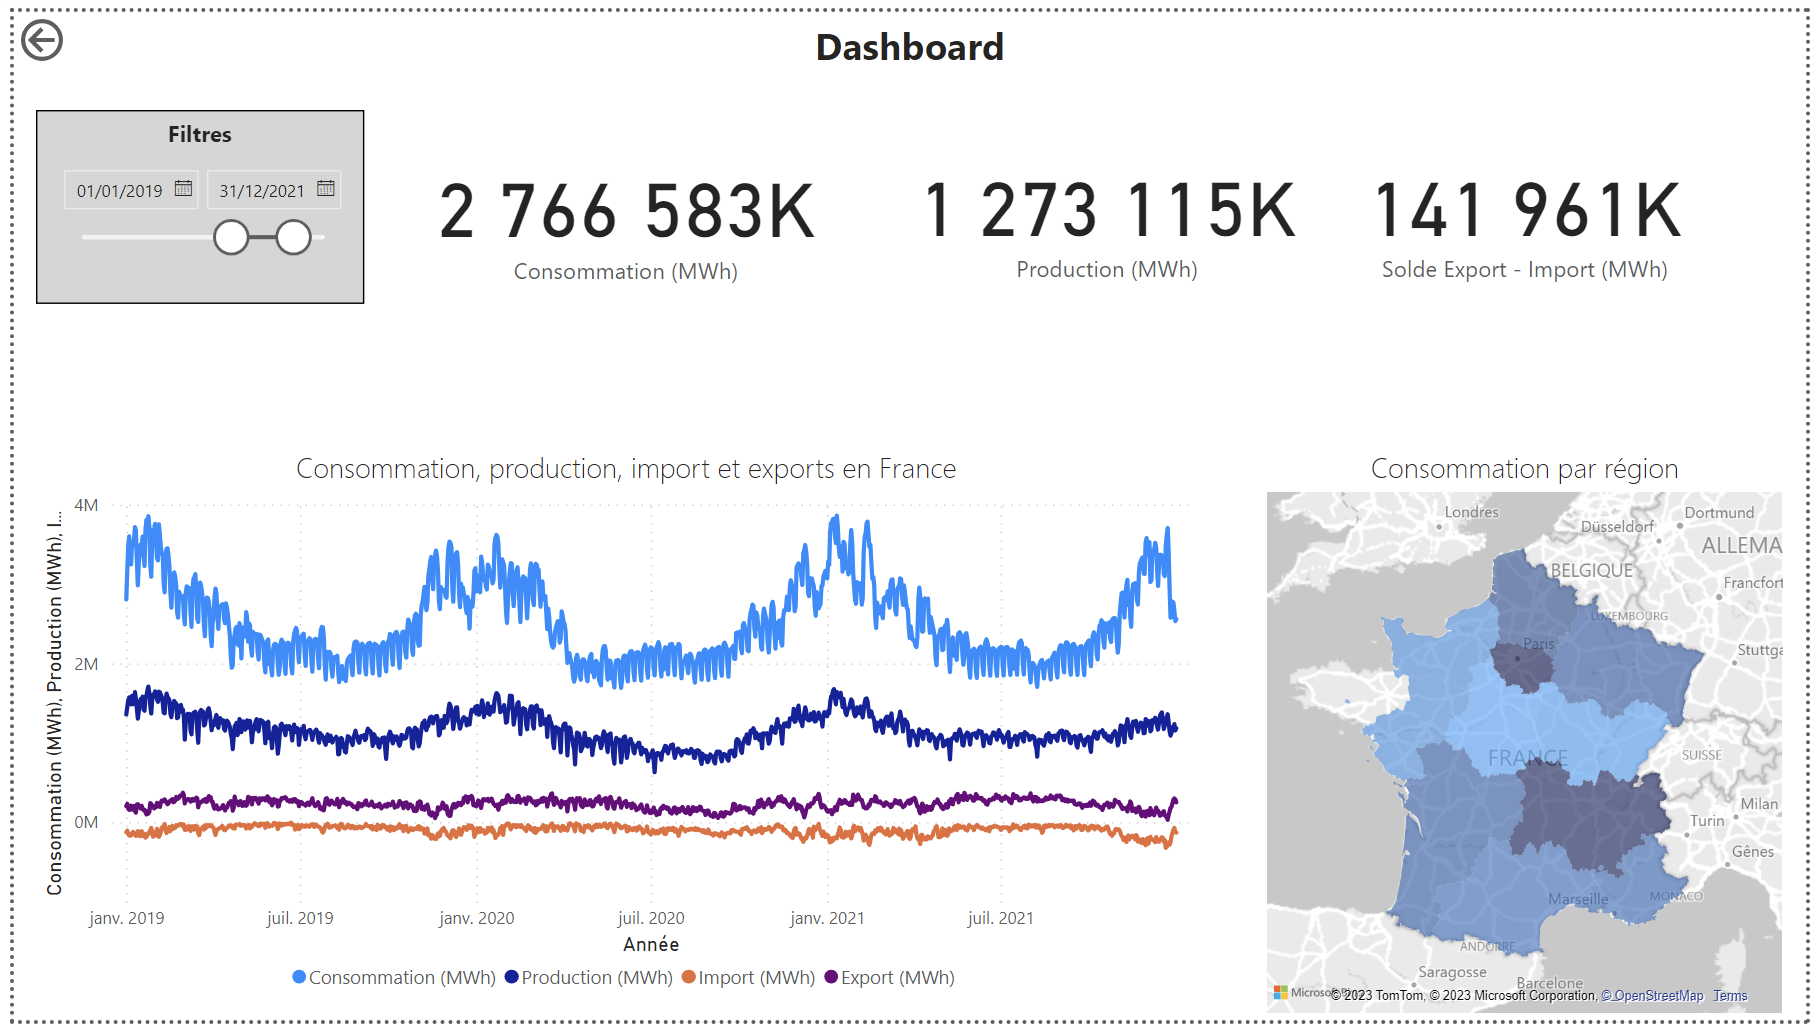 Dashboard
Filtres
01/01/2019
31/12/2021
2 766 583K
Consommation (MWh)
1 273 115K
Production (MWh)
141 961K
Solde Export - Import (MWh)
Consommation, production, import et exports en France
Consommation (MWh), Production (MWh), I...
4M
2M
0M
janv. 2019
juil. 2019
janv. 2020
juil. 2020
janv. 2021
juil. 2021
Année
Consommation (MWh)
Production (MWh)
Import (MWh)
Export (MWh)
Consommation par région
Londres
Dortmund
Düsseldorf
ALLEMA
BELGIQUE
Francfort
LUXEMBOURG
Paris
Stuttga
FRANCE
SUISSE
Milan
Turin
Gênes
Marseille
MONACO
ANDORRE
Saragosse
Barcelone
© 2023 TomTom, © 2023 Microsoft Corporation, © OpenStreetMap Terms